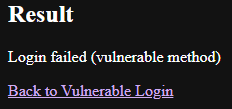 Result
Login failed (vulnerable method)
Back to Vulnerable Login